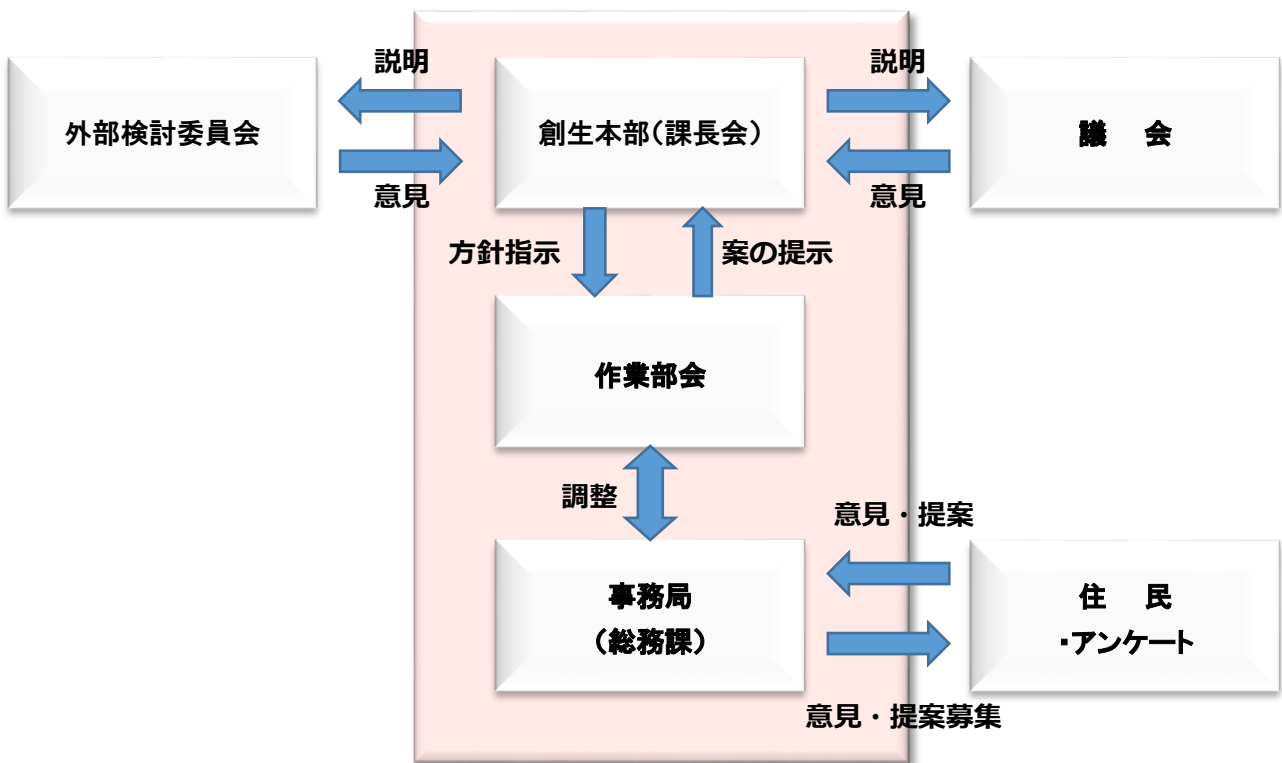 説明
説明
外部検討委員会
創生本部（課長会）
議　会
意見
意見
方針指示
案の提示
作業部会
調整
意見・提案
事務局
（総務課）
住　民
・アンケート
意見・提案募集